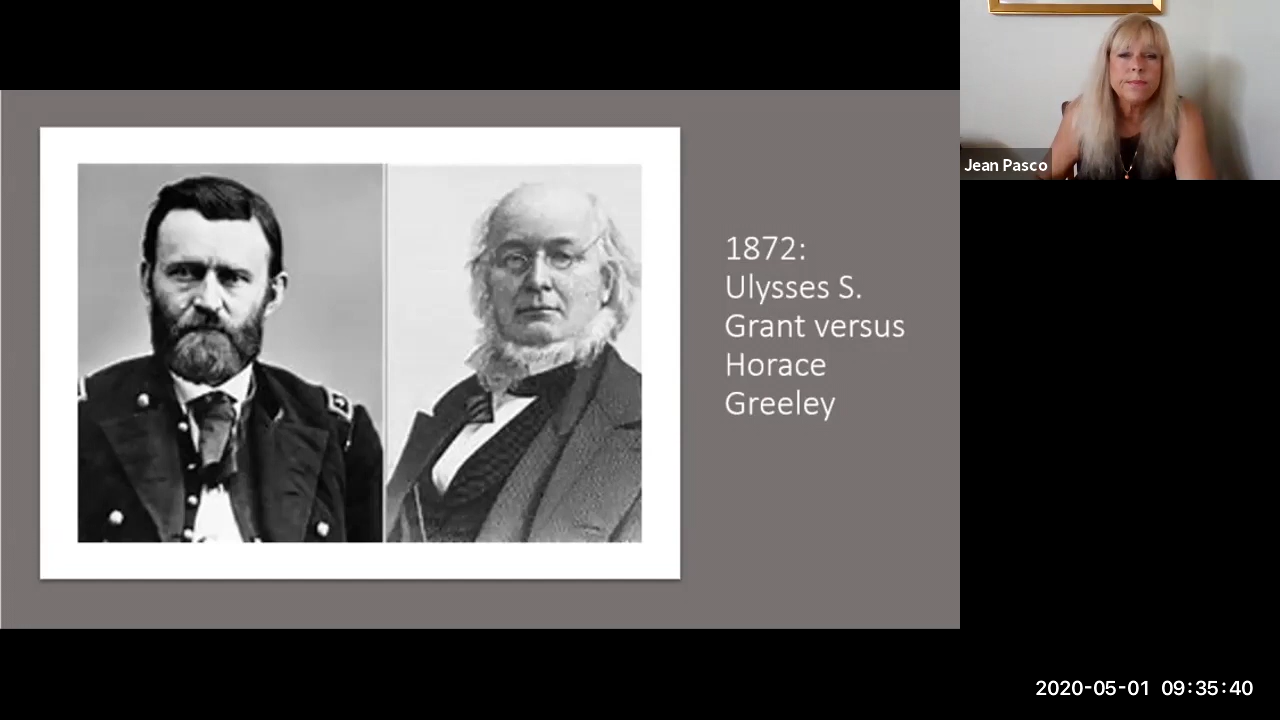 1872:
Ulysses S.
Grant versus
Horace
Greeley
Jean Pasco
2020-05-01 09:35:40